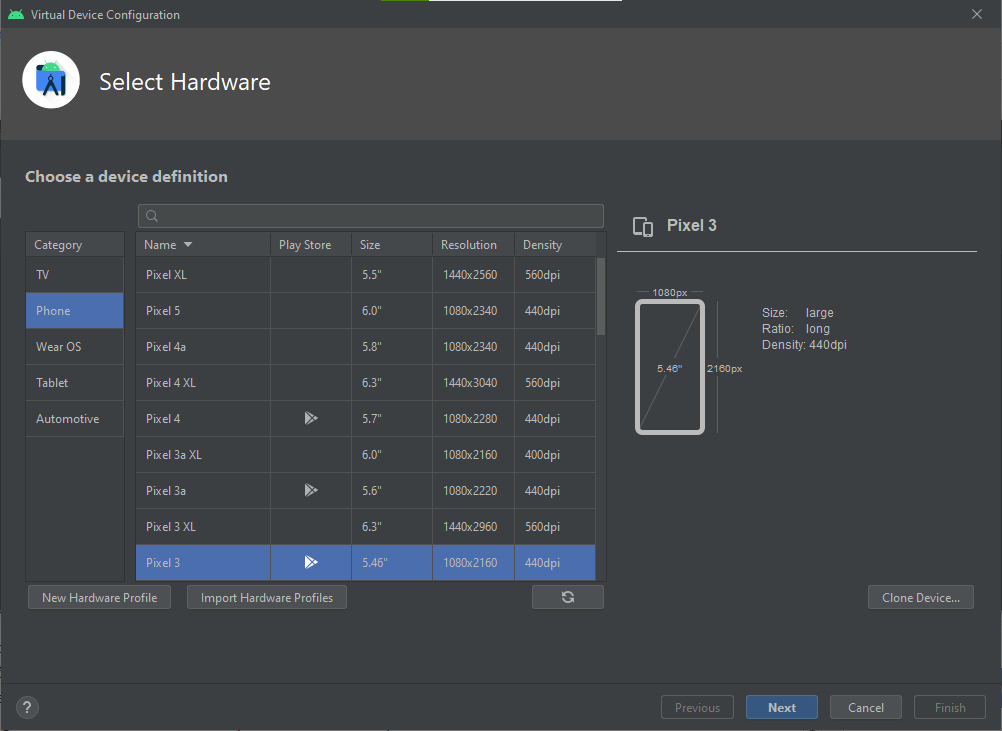 Virtual Device Configuration
Select Hardware
Choose a device definition
Category
TV
Phone
Wear OS
Tablet
Automotive
Name Play Store Size Resolution Density
Pixel XL 5.5" 1440x2560 560dpi
Pixel 5 6.0" 1080x2340 440dpi
Pixel 4a 5.8" 1080x2340 440dpi
Pixel 4 XL 6.3" 1440x3040 560dpi
Pixel 4 5.7" 1080x2280 440dpi
Pixel 3a XL 6.0" 1080x2160 400dpi
Pixel 3a 5.6" 1080x2220 440dpi
Pixel 3 XL 6.3" 1440x2960 560dpi
Pixel 3 5.46" 1080x2160 440dpi
Pixel 3
1080px
5.46"
2160px
Size: large
Ratio: long
Density: 440dpi
New Hardware Profile Import Hardware Profiles Clone Device...
? Previous Next Cancel Finish